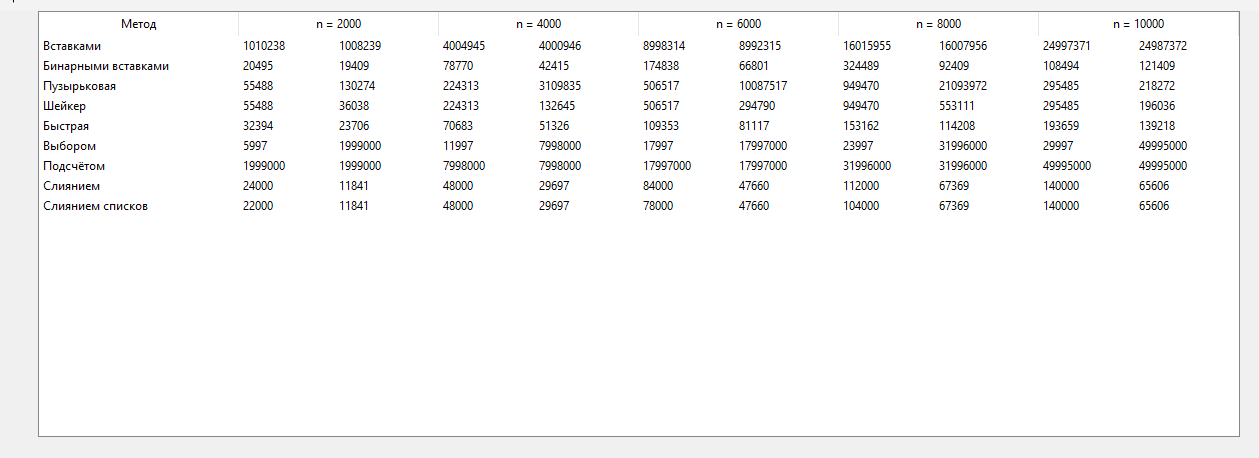 Метод n = 2000 n = 4000 n = 6000 n = 8000 n = 10000
Вставками 1010238 1008239 4004945 4000946 8998314 8992315 16015955 16007956 24997371 24987372
Бинарными вставками 20495 19409 78770 42415 174838 66801 324489 92409 108494 121409
Пузырьковая 55488 130274 224313 3109835 506517 10087517 949470 21093972 295485 218272
Шейкер 55488 36038 224313 132645 506517 294790 949470 553111 295485 196036
Быстрая 32394 23706 70683 51326 109353 81117 153162 114208 193659 139218
Выбором 5997 1999000 11997 7998000 17997 17997000 23997 31996000 29997 49995000
Подсчётом 1999000 1999000 7998000 7998000 17997000 17997000 31996000 31996000 49995000 49995000
Слиянием 24000 11841 48000 29697 84000 47660 112000 67369 140000 65606
Слиянием списков 22000 11841 48000 29697 78000 47660 104000 67369 140000 65606